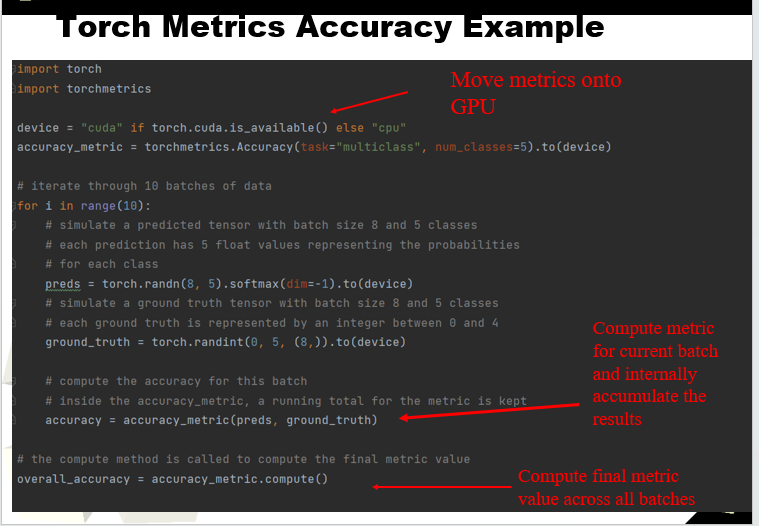 Torch Metrics Accuracy Example
import torch
import torchmetrics
Move metrics onto
GPU
device = "cuda" if torch.cuda.is_available() else "cpu"
accuracy_metric = torchmetrics.Accuracy(task="multiclass", num_classes=5).to(device)
# iterate through 10 batches of data
for i in range(10):
# simulate a predicted tensor with batch size 8 and 5 classes
# each prediction has 5 float values representing the probabilities
# for each class
preds = torch.randn(8, 5).softmax(dim=-1).to(device)
# simulate a ground truth tensor with batch size 8 and 5 classes
# each ground truth is represented by an integer between 0 and 4
ground_truth = torch.randint(0, 5, (8,)).to(device)
# compute the accuracy for this batch
# inside the accuracy_metric, a running total for the metric is kept
accuracy = accuracy_metric(preds, ground_truth)
Compute metric
for current batch
and internally
accumulate the
results
# the compute method is called to compute the final metric value
overall_accuracy = accuracy_metric.compute()
Compute final metric
value across all batches